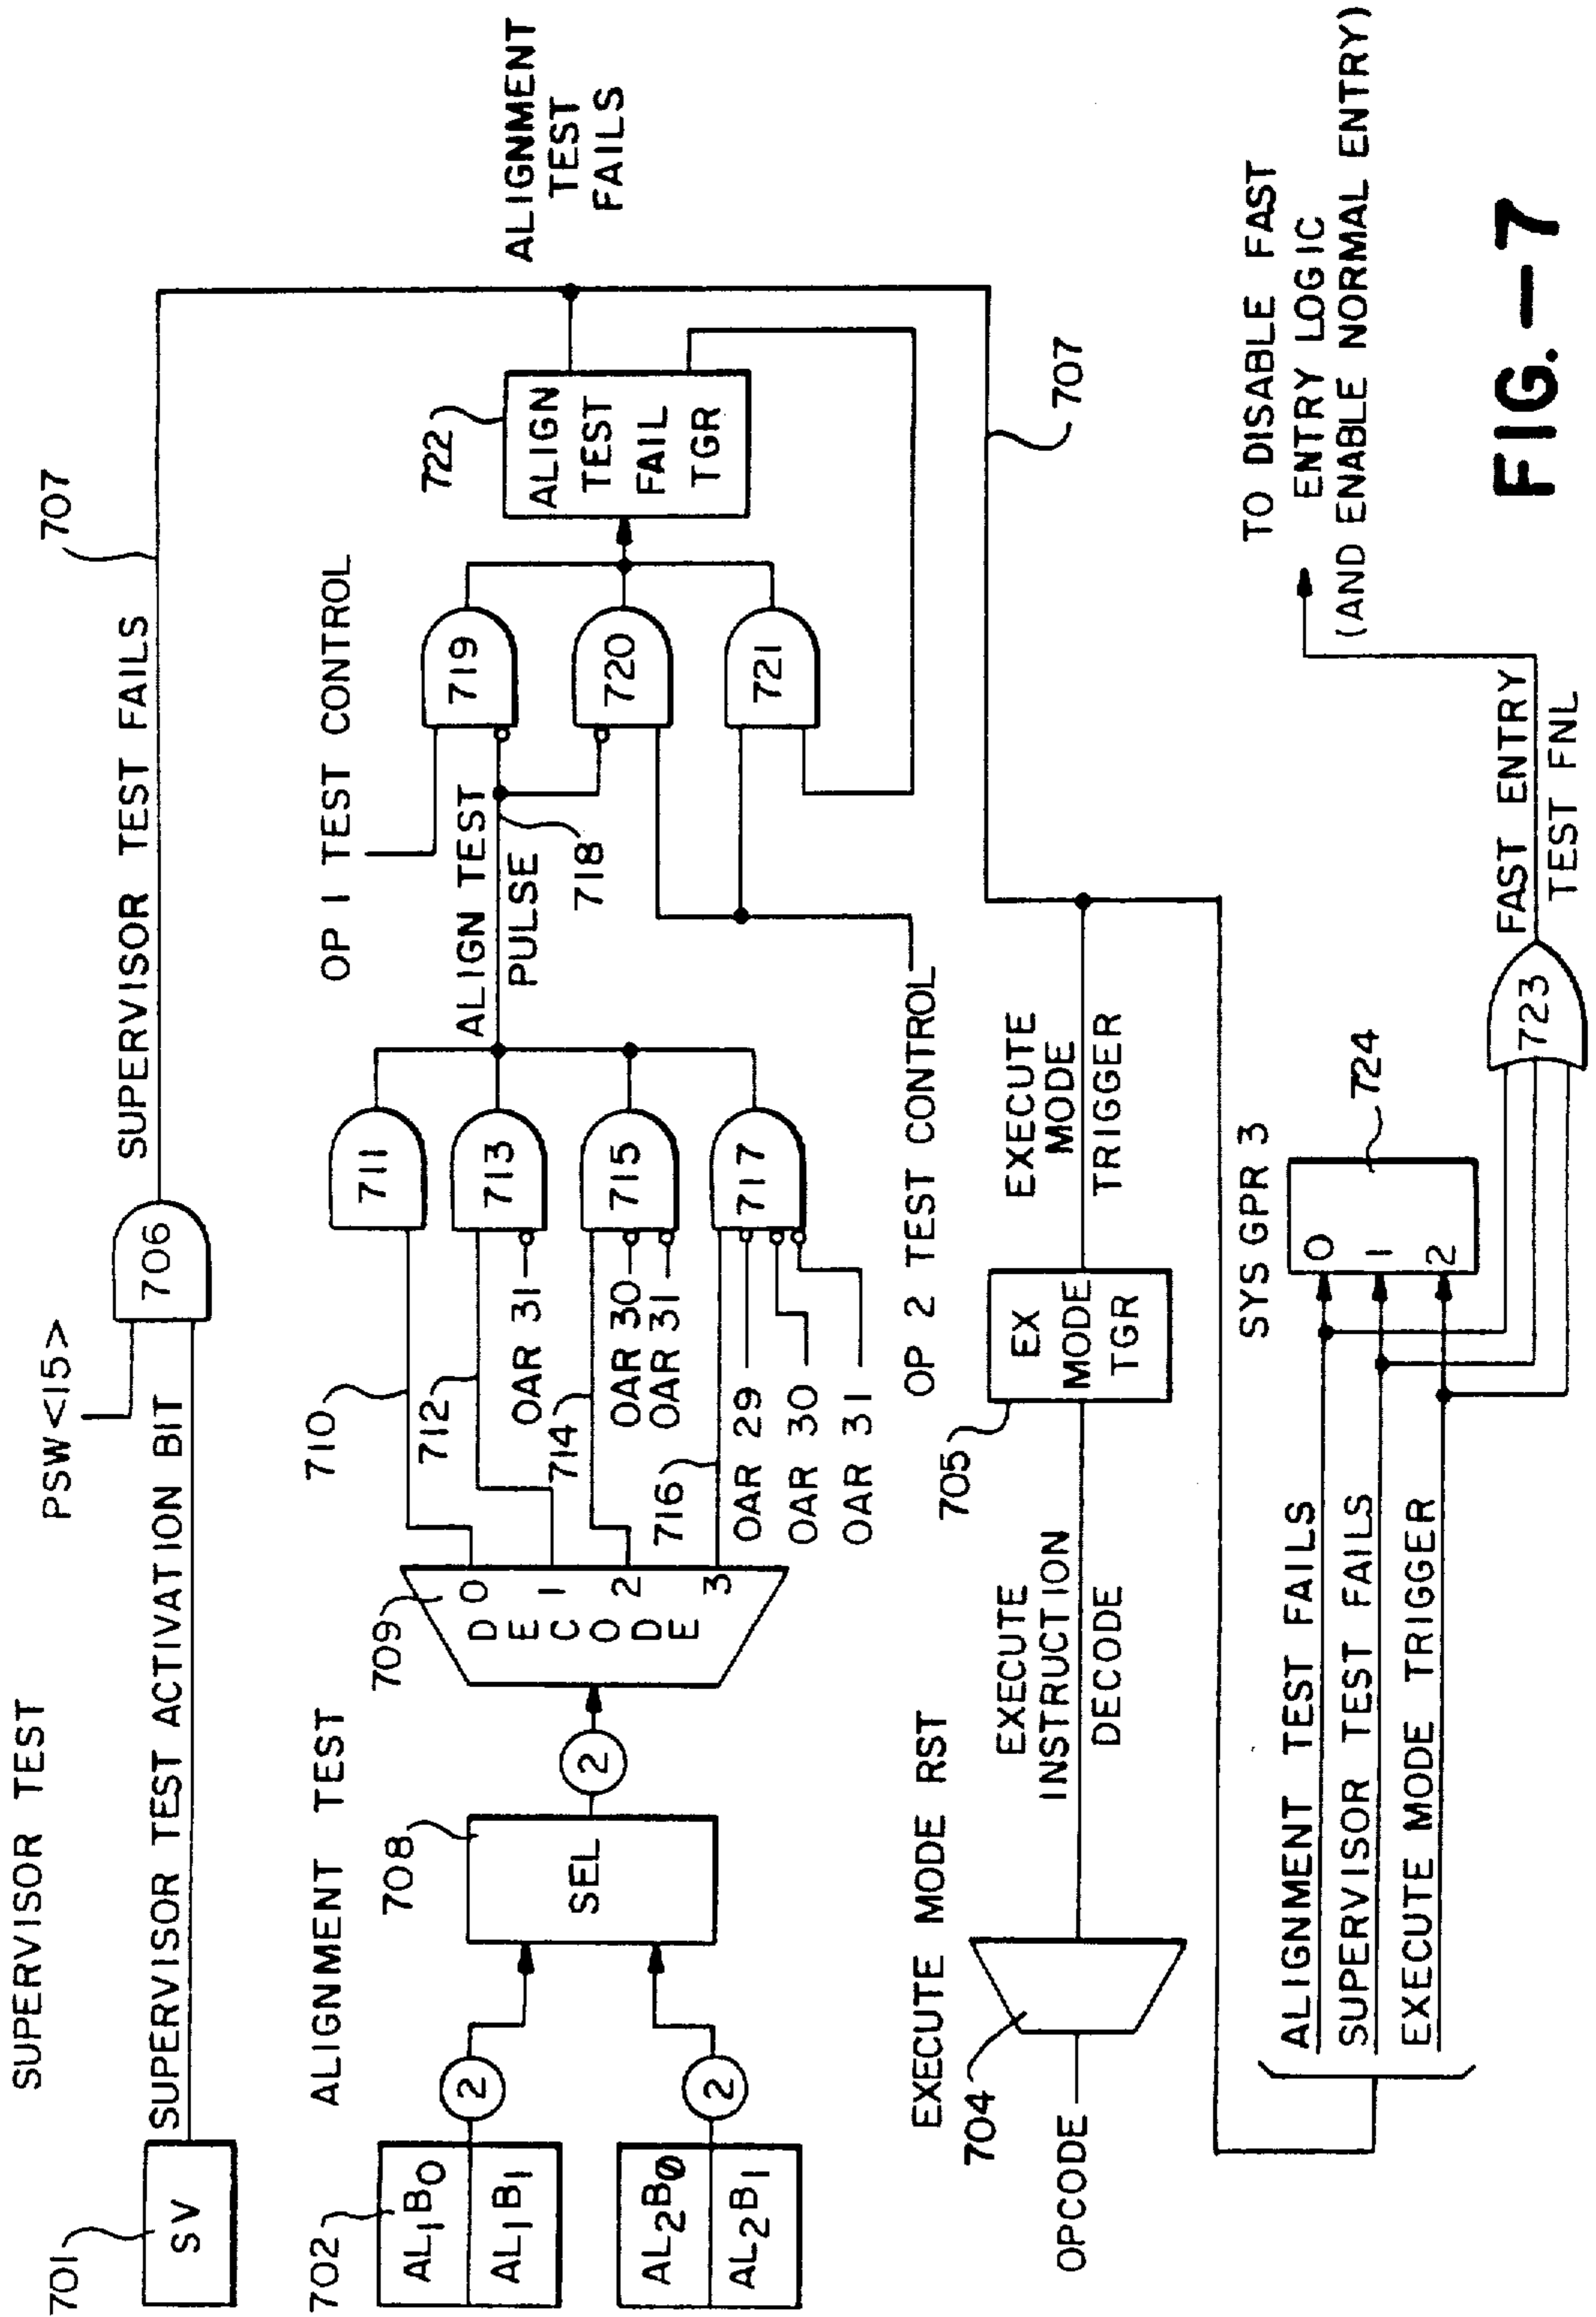 SUPERVISOR TEST
PSW<15>
707
701
SV
SUPERVISOR TEST ACTIVATION BIT
706
SUPERVISOR TEST FAILS
ALIGNMENT TEST
702
AL1B0
AL1B1
AL2B0
AL2B1
2
2
708
SEL
2
709
DECODE
0
1
2
3
710
712
714
716
OAR 31
OAR 30
OAR 31
OAR 29
OAR 30
OAR 31
711
713
715
717
ALIGN TEST
PULSE
718
OP 1 TEST CONTROL
OP 2 TEST CONTROL
719
720
721
722
ALIGN
TEST
FAIL
TGR
ALIGNMENT
TEST
FAILS
707
EXECUTE MODE RST
704
OPCODE
EXECUTE
INSTRUCTION
DECODE
705
EX
MODE
TGR
EXECUTE
MODE
TRIGGER
ALIGNMENT TEST FAILS
SUPERVISOR TEST FAILS
EXECUTE MODE TRIGGER
SYS GPR 3
0
1
2
724
723
FAST ENTRY
TEST FNL
TO DISABLE FAST
ENTRY LOGIC
(AND ENABLE NORMAL ENTRY)
FIG.-7